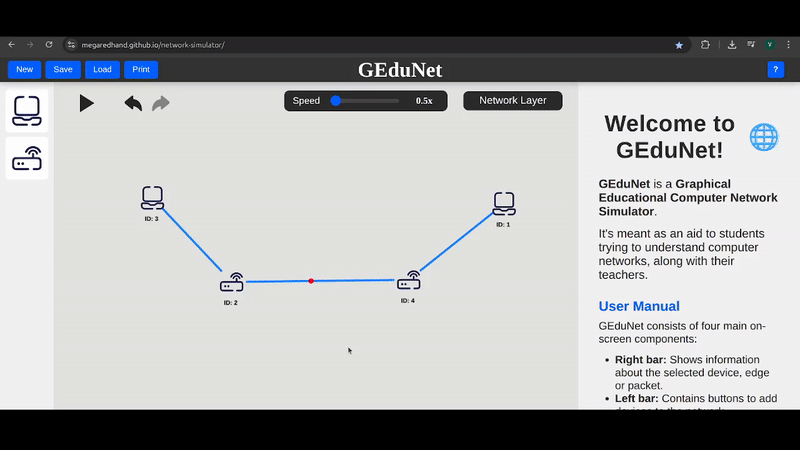 megaredhand.github.io/network-simulator/
V
New
Save
Load
Print
GEduNet
?
Speed
0.5x
Network Layer
ID: 3
ID: 1
ID: 2
ID: 4
Welcome to
GEduNet!
GEduNet is a Graphical
Educational Computer Network
Simulator.
It's meant as an aid to students
trying to understand computer
networks, along with their
teachers.
User Manual
GEduNet consists of four main on-
screen components:
• Right bar: Shows information
about the selected device, edge
or packet.
• Left bar: Contains buttons to add